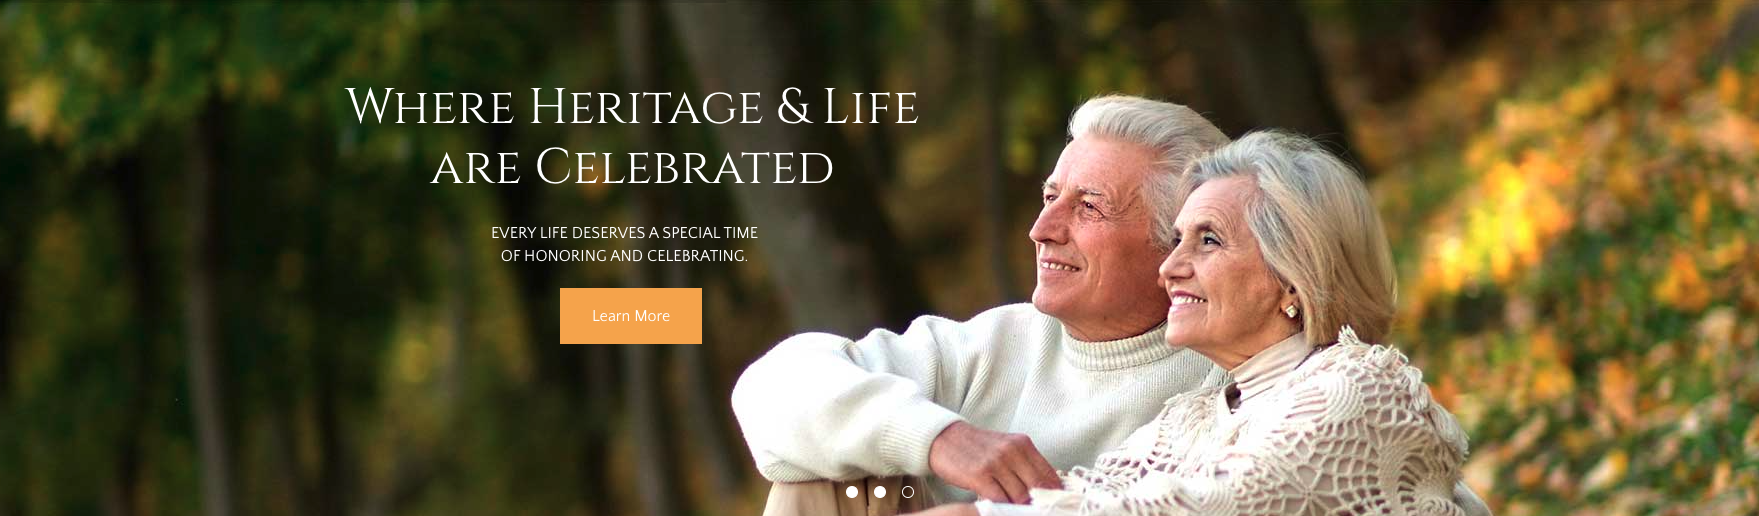 Where Heritage & Life
are Celebrated
EVERY LIFE DESERVES A SPECIAL TIME
OF HONORING AND CELEBRATING.
Learn More